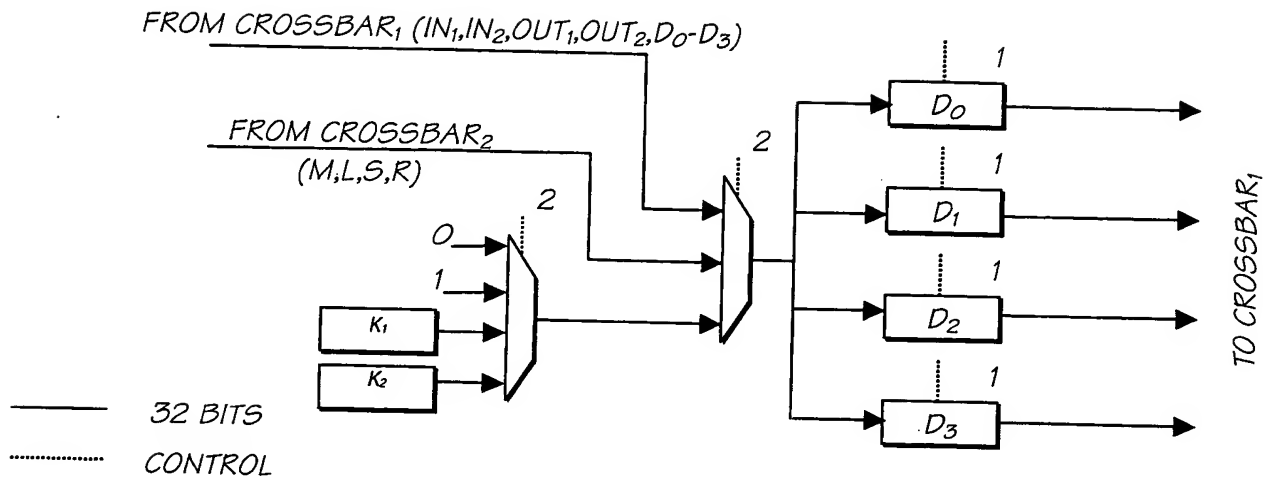 FROM CROSSBAR₁ (IN₁,IN₂,OUT₁,OUT₂,D₀-D₃)
1
D₀
FROM CROSSBAR₂
(M,L,S,R)
2
1
D₁
2
0
1
1
D₂
K₁
K₂
1
D₃
TO CROSSBAR₁
32 BITS
CONTROL